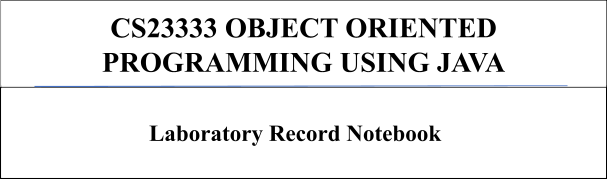 CS23333 OBJECT ORIENTED
PROGRAMMING USING JAVA
Laboratory Record Notebook